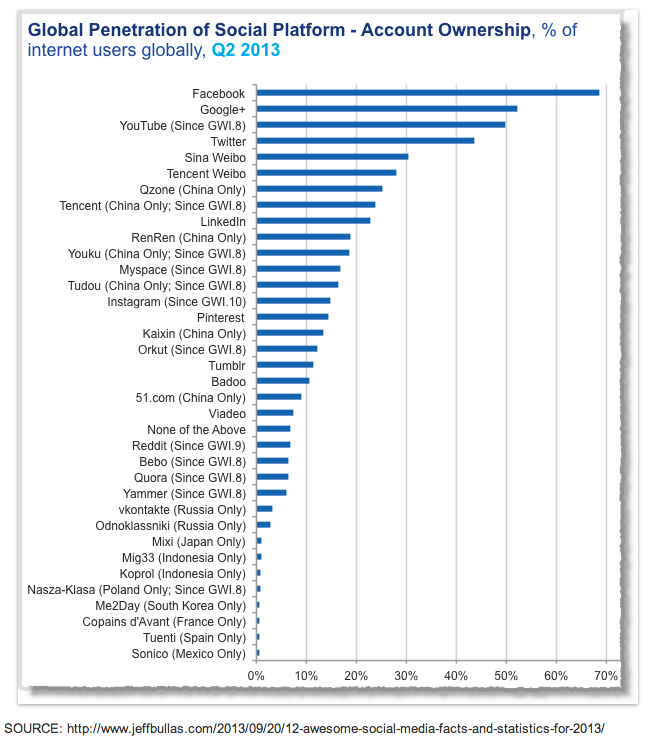 Global Penetration of Social Platform - Account Ownership, % of
internet users globally, Q2 2013
Facebook
Google+
YouTube (Since GWI.8)
Twitter
Sina Weibo
Tencent Weibo
Qzone (China Only)
Tencent (China Only; Since GWI.8)
LinkedIn
RenRen (China Only)
Youku (China Only; Since GWI.8)
Myspace (Since GWI.8)
Tudou (China Only; Since GWI.8)
Instagram (Since GWI.10)
Pinterest
Kaixin (China Only)
Orkut (Since GWI.8)
Tumblr
Badoo
51.com (China Only)
Viadeo
None of the Above
Reddit (Since GWI.9)
Bebo (Since GWI.8)
Quora (Since GWI.8)
Yammer (Since GWI.8)
vkontakte (Russia Only)
Odnoklassniki (Russia Only)
Mixi (Japan Only)
Mig33 (Indonesia Only)
Koprol (Indonesia Only)
Nasza-Klasa (Poland Only; Since GWI.8)
Me2Day (South Korea Only)
Copains d'Avant (France Only)
Tuenti (Spain Only)
Sonico (Mexico Only)
0% 10% 20% 30% 40% 50% 60% 70%
SOURCE: http://www.jeffbullas.com/2013/09/20/12-awesome-social-media-facts-and-statistics-for-2013/